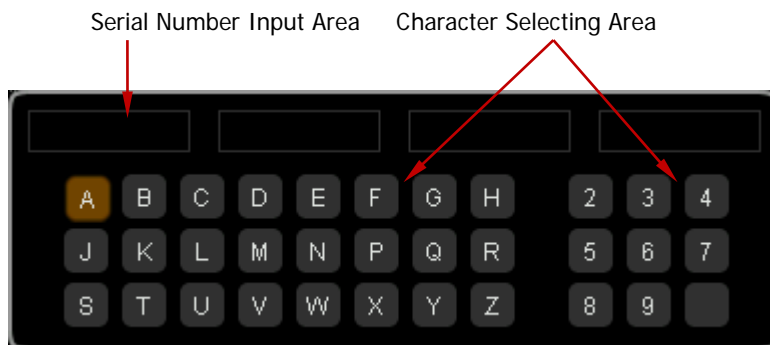 Serial Number Input Area Character Selecting Area
A B C D E F G H 2 3 4
J K L M N P Q R 5 6 7
S T U V W X Y Z 8 9